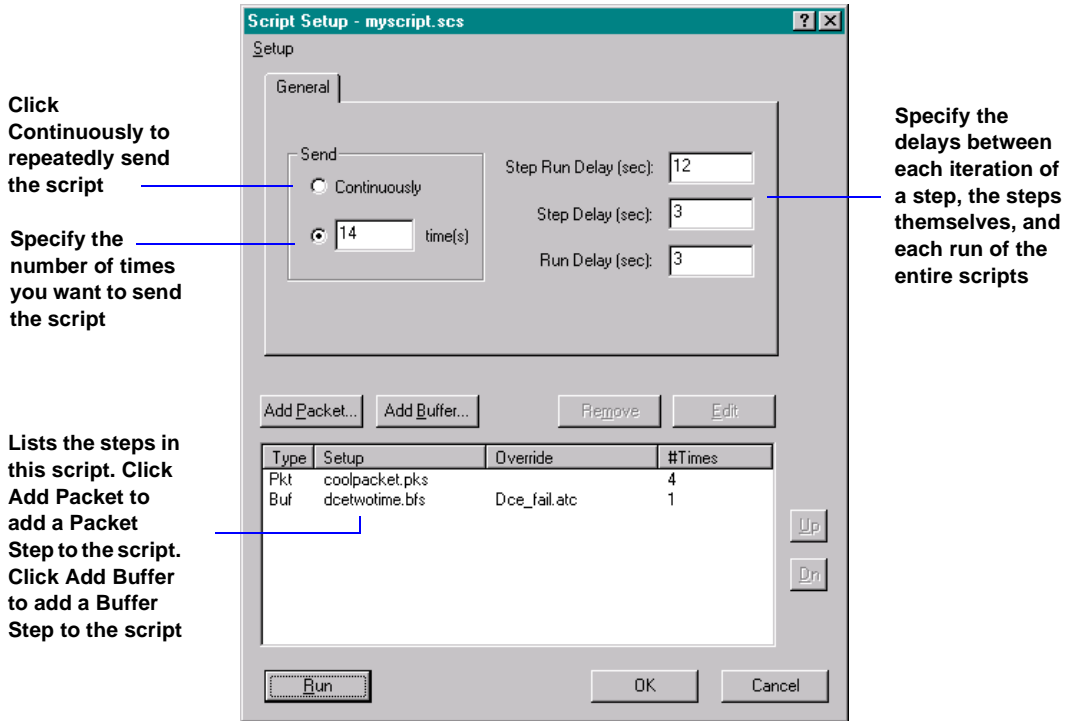 Script Setup - myscript.scs
Setup
General
Click
Continuously to
repeatedly send
the script
Specify the
number of times
you want to send
the script
Send
Continuously
14 time(s)
Step Run Delay (sec): 12
Step Delay (sec): 3
Run Delay (sec): 3
Specify the
delays between
each iteration of
a step, the steps
themselves, and
each run of the
entire scripts
Add Packet... Add Buffer... Remove Edit
Lists the steps in
this script. Click
Add Packet to
add a Packet
Step to the script.
Click Add Buffer
to add a Buffer
Step to the script
Type Setup Override #Times
Pkt coolpacket.pks 4
Buf dcetwotime.bfs Dce_fail.atc 1
Up
Dn
Run OK Cancel